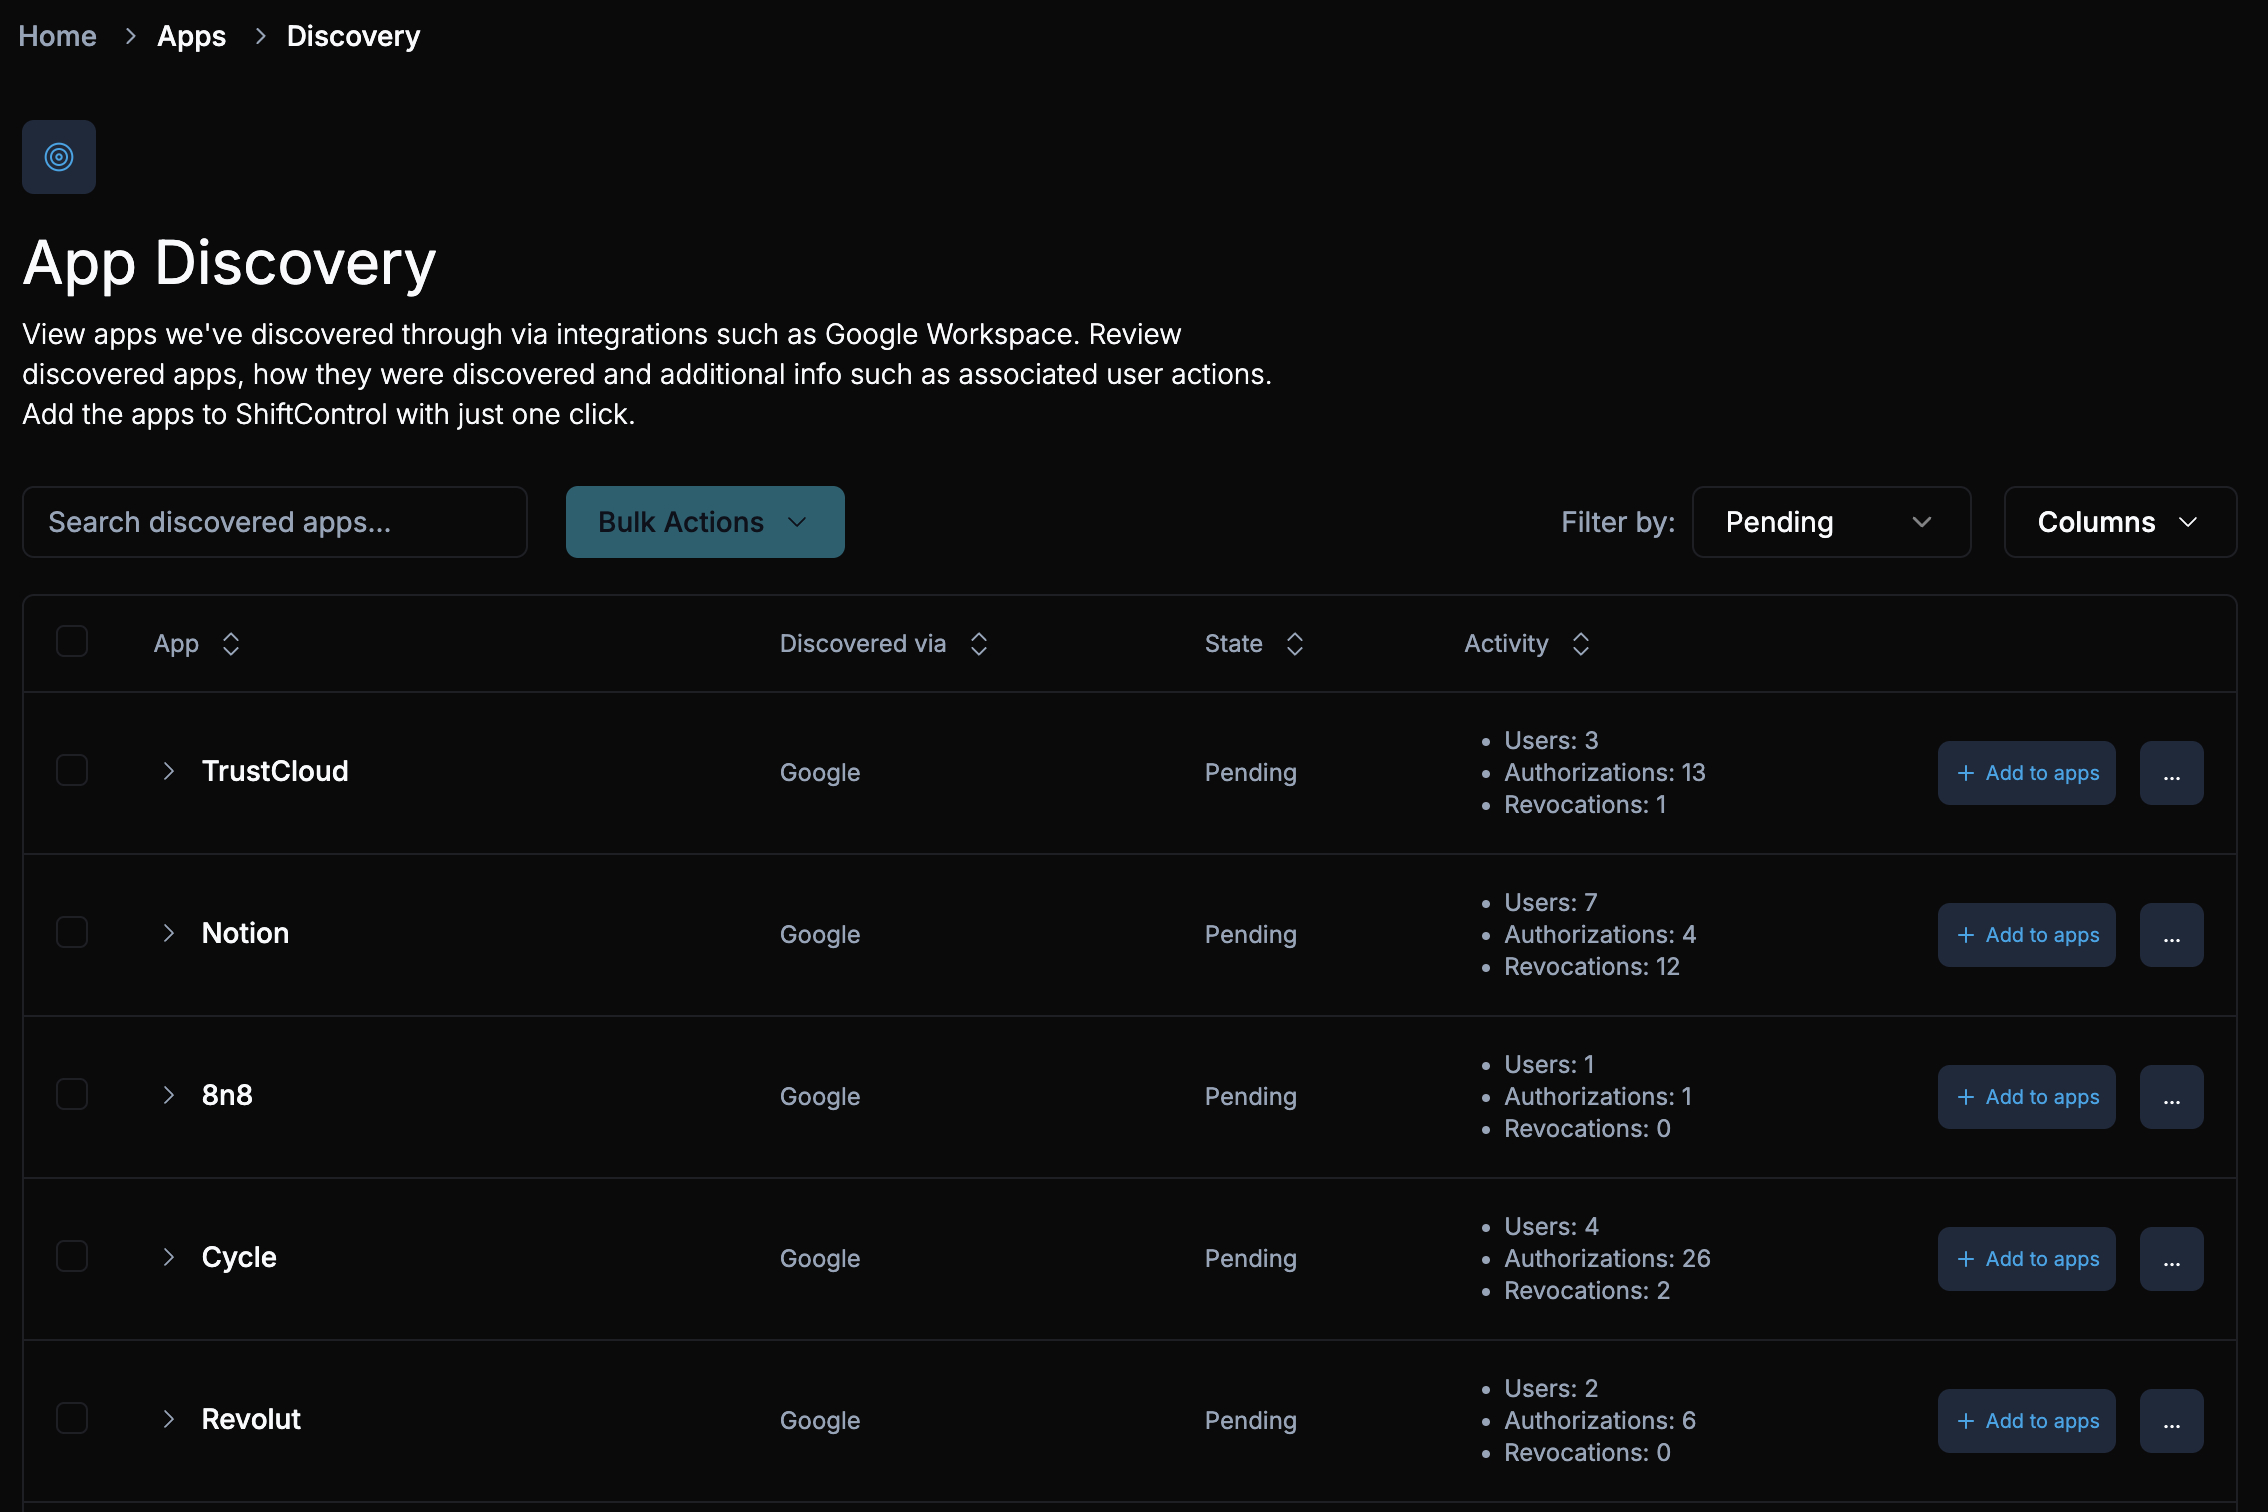 Home > Apps > Discovery
App Discovery
View apps we've discovered through via integrations such as Google Workspace. Review
discovered apps, how they were discovered and additional info such as associated user actions.
Add the apps to ShiftControl with just one click.
Search discovered apps... Bulk Actions Filter by: Pending Columns
App Discovered via State Activity
TrustCloud Google Pending
• Users: 3
• Authorizations: 13
• Revocations: 1
+ Add to apps ...
Notion Google Pending
• Users: 7
• Authorizations: 4
• Revocations: 12
+ Add to apps ...
8n8 Google Pending
• Users: 1
• Authorizations: 1
• Revocations: 0
+ Add to apps ...
Cycle Google Pending
• Users: 4
• Authorizations: 26
• Revocations: 2
+ Add to apps ...
Revolut Google Pending
• Users: 2
• Authorizations: 6
• Revocations: 0
+ Add to apps ...